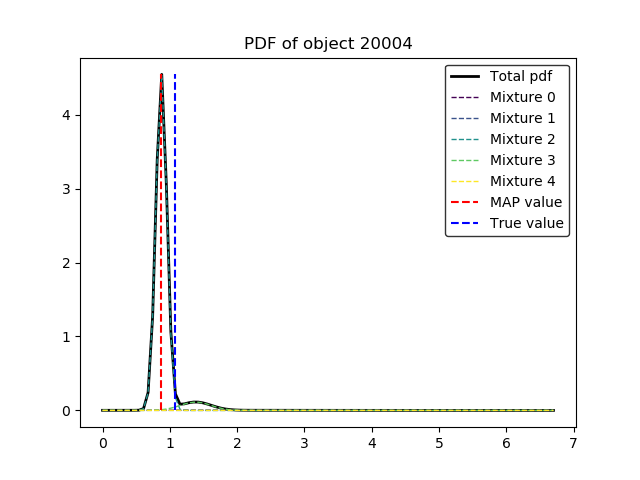 PDF of object 20004
Total pdf
Mixture 0
Mixture 1
Mixture 2
Mixture 3
Mixture 4
MAP value
True value
4
3
2
1
0
0 1 2 3 4 5 6 7